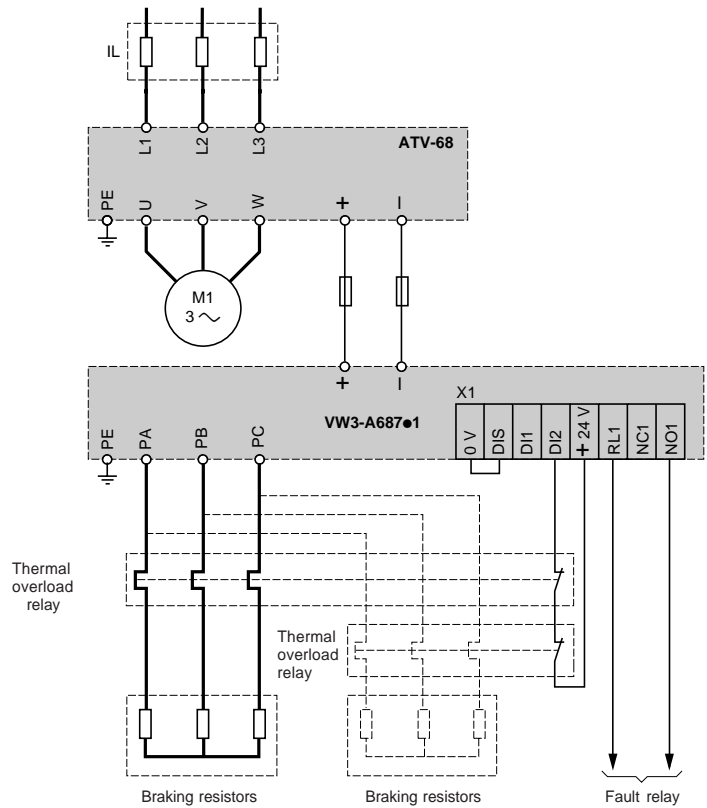 IL
L1
L2
L3
ATV-68
PE
U
V
W
+
I
M1
3
+
I
X1
VW3-A687●1
PE
PA
PB
PC
0 V
DIS
DI1
DI2
+ 24 V
RL1
NC1
NO1
Thermal
overload
relay
Thermal
overload
relay
Braking resistors
Braking resistors
Fault relay